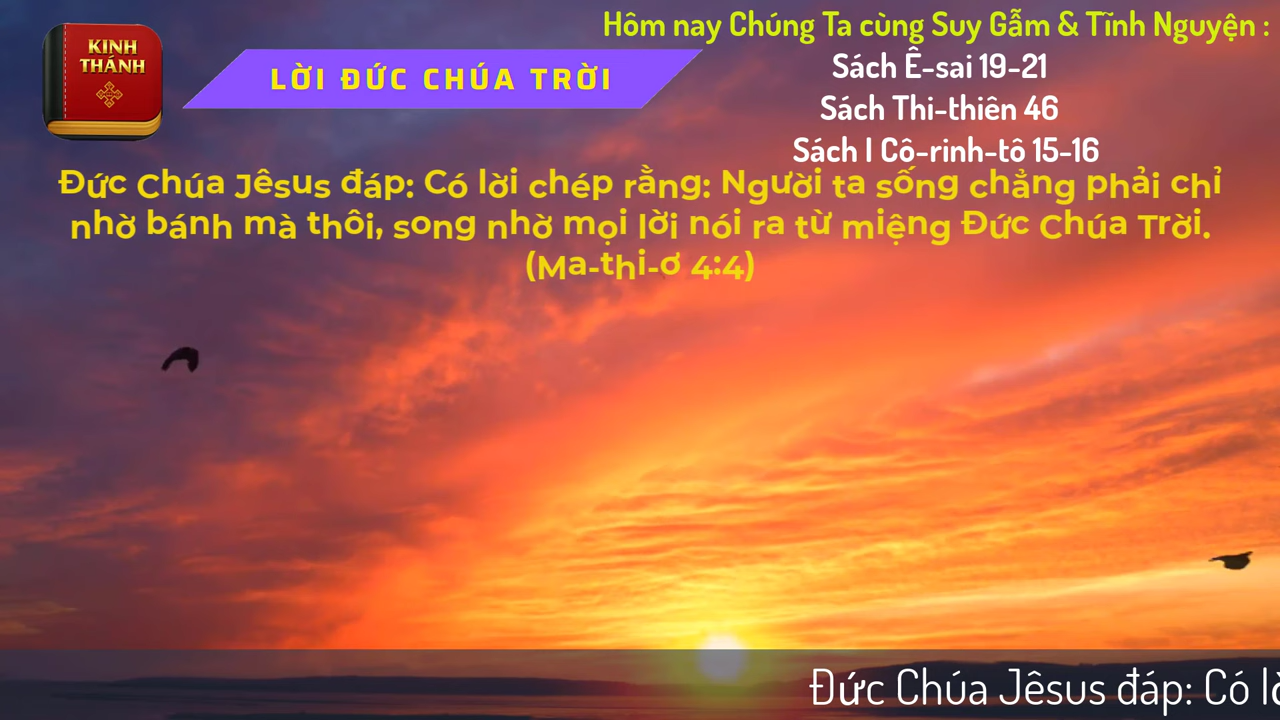 KINH
THÁNH
LỜI ĐỨC CHÚA TRỜI
Hôm nay Chúng Ta cùng Suy Gẫm & Tĩnh Nguyện :
Sách Ê-sai 19-21
Sách Thi-thiên 46
Sách I Cô-rinh-tô 15-16
Đức Chúa Jêsus đáp: Có lời chép rằng: Người ta sống chẳng phải chỉ
nhờ bánh mà thôi, song nhờ mọi lời nói ra từ miệng Đức Chúa Trời.
(Ma-thi-ơ 4:4)
Đức Chúa Jêsus đáp: Có